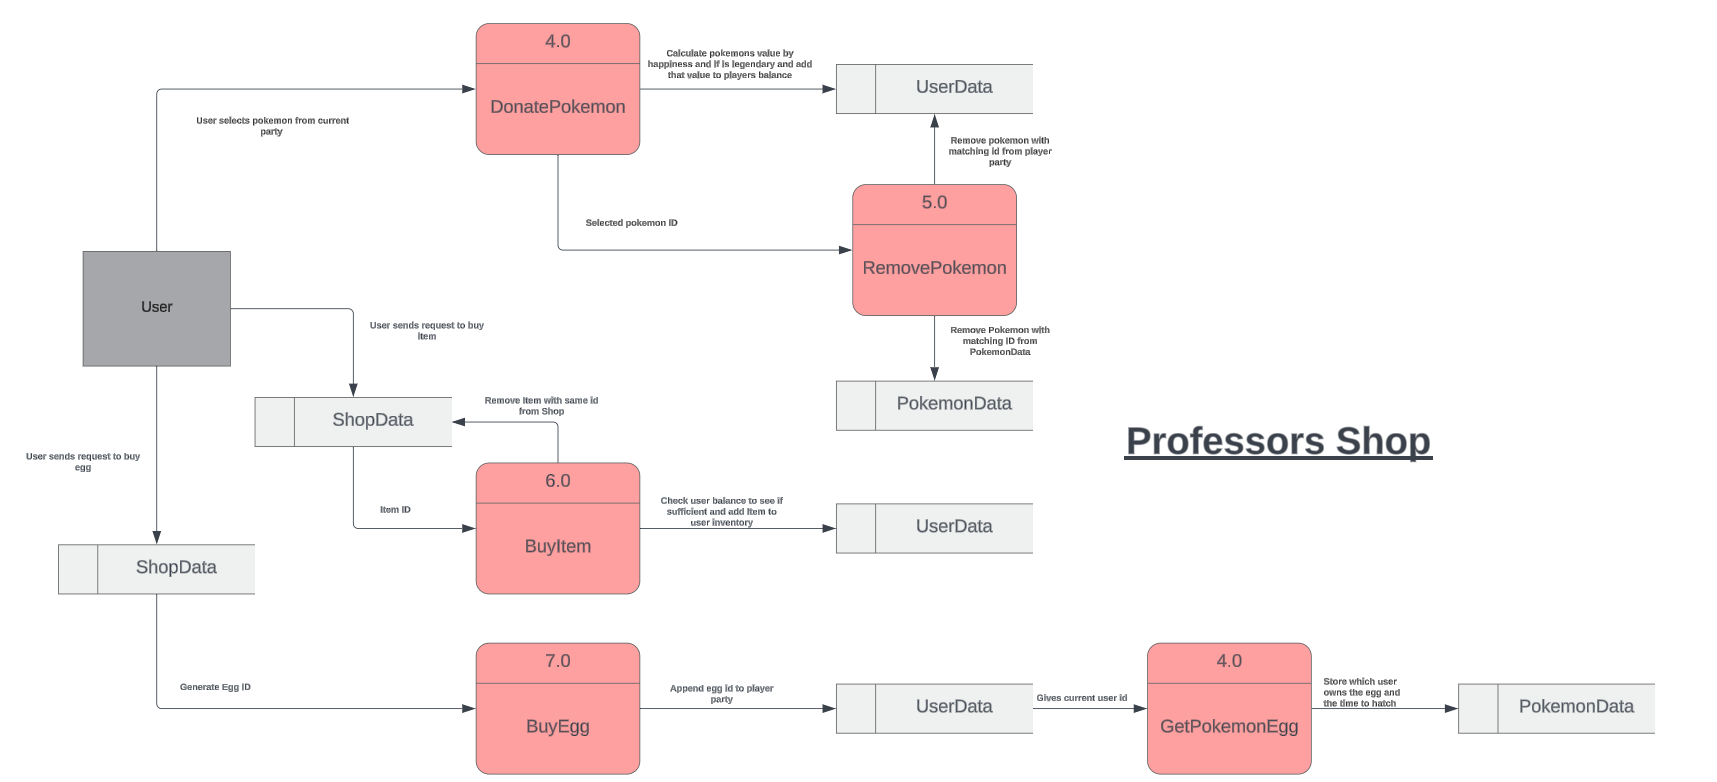 4.0
DonatePokemon
Calculate pokemons value by
happiness and if is legendary and add
that value to players balance
UserData
User selects pokemon from current
party
Remove pokemon with
matching id from player
party
Selected pokemon ID
5.0
RemovePokemon
User
User sends request to buy
item
Remove Pokemon with
matching ID from
PokemonData
PokemonData
ShopData
Remove Item with same id
from Shop
Professors Shop
User sends request to buy
egg
Item ID
6.0
BuyItem
Check user balance to see if
sufficient and add Item to
user inventory
UserData
ShopData
Generate Egg ID
7.0
BuyEgg
Append egg id to player
party
UserData
Gives current user id
4.0
GetPokemonEgg
Store which user
owns the egg and
the time to hatch
PokemonData